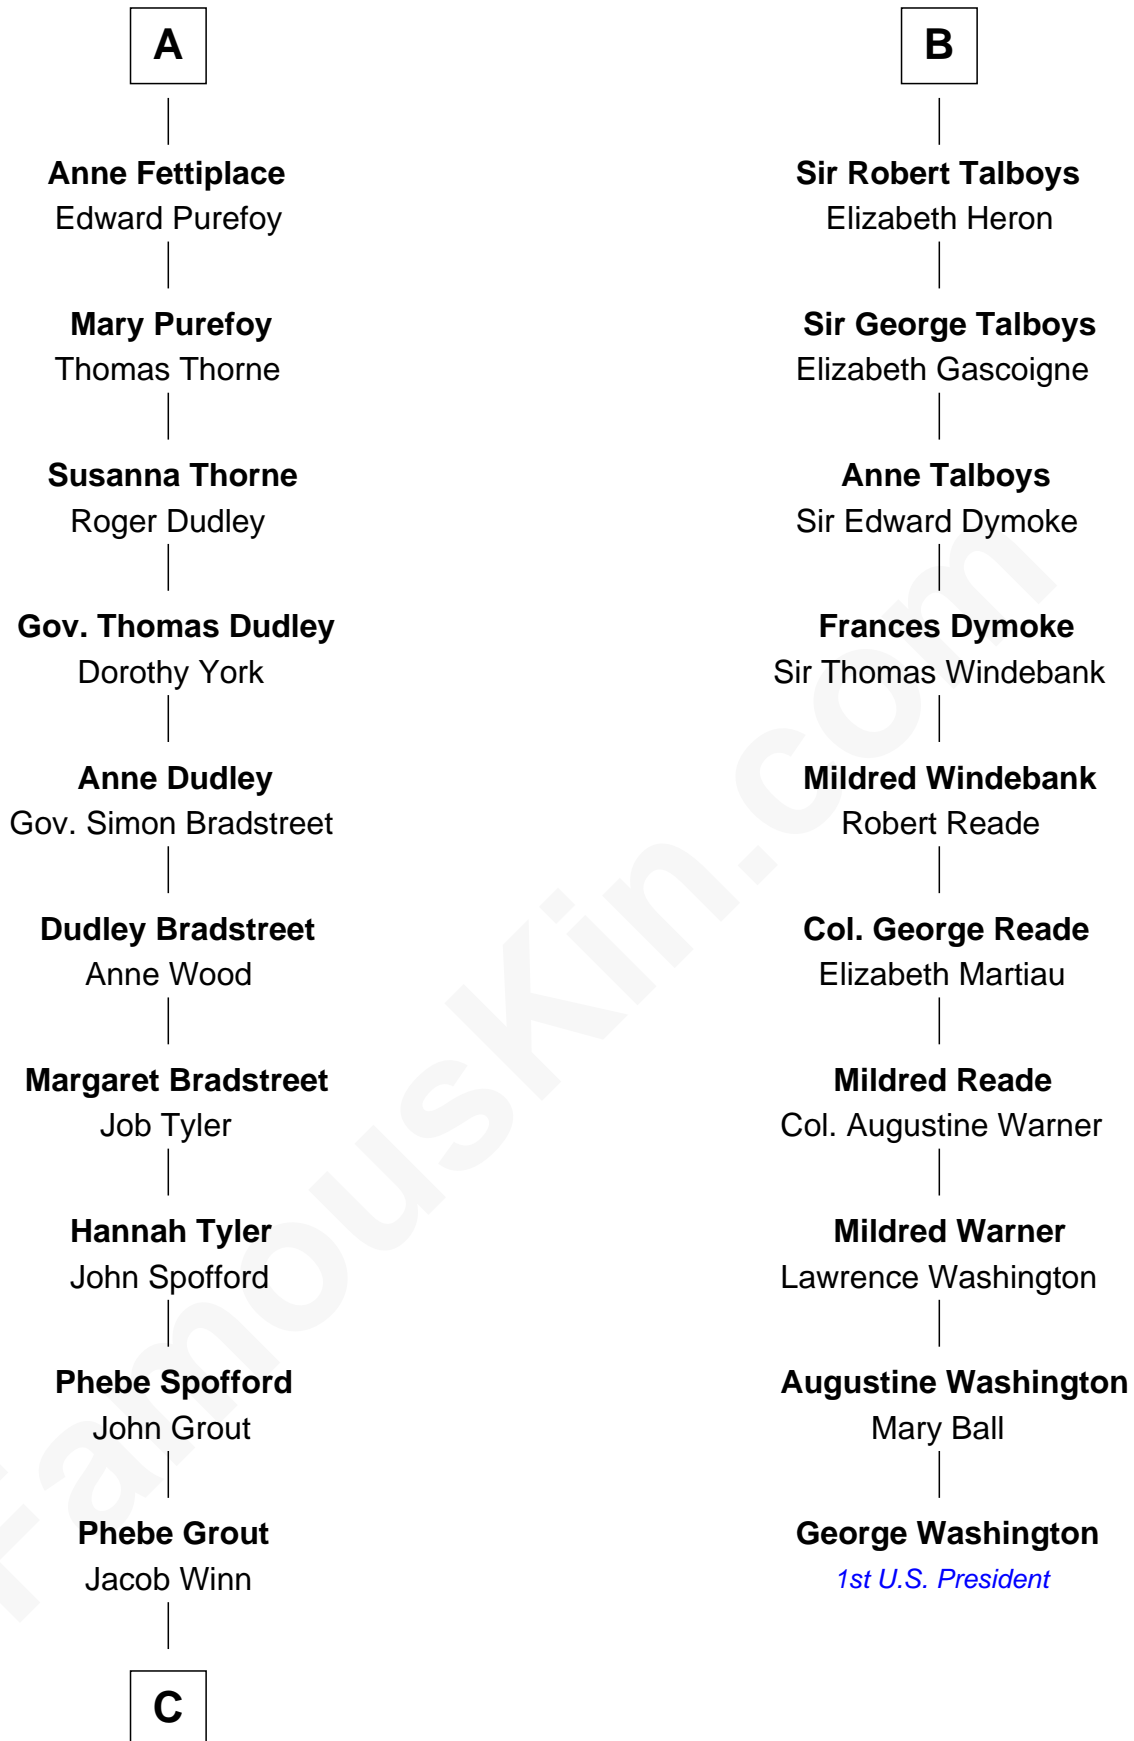 A
Anne Fettiplace
Edward Purefoy
Mary Purefoy
Thomas Thorne
Susanna Thorne
Roger Dudley
Gov. Thomas Dudley
Dorothy York
Anne Dudley
Gov. Simon Bradstreet
Dudley Bradstreet
Anne Wood
Margaret Bradstreet
Job Tyler
Hannah Tyler
John Spofford
Phebe Spofford
John Grout
Phebe Grout
Jacob Winn
C
B
Sir Robert Talboys
Elizabeth Heron
Sir George Talboys
Elizabeth Gascoigne
Anne Talboys
Sir Edward Dymoke
Frances Dymoke
Sir Thomas Windebank
Mildred Windebank
Robert Reade
Col. George Reade
Elizabeth Martiau
Mildred Reade
Col. Augustine Warner
Mildred Warner
Lawrence Washington
Augustine Washington
Mary Ball
George Washington
1st U.S. President
FamousKin.com